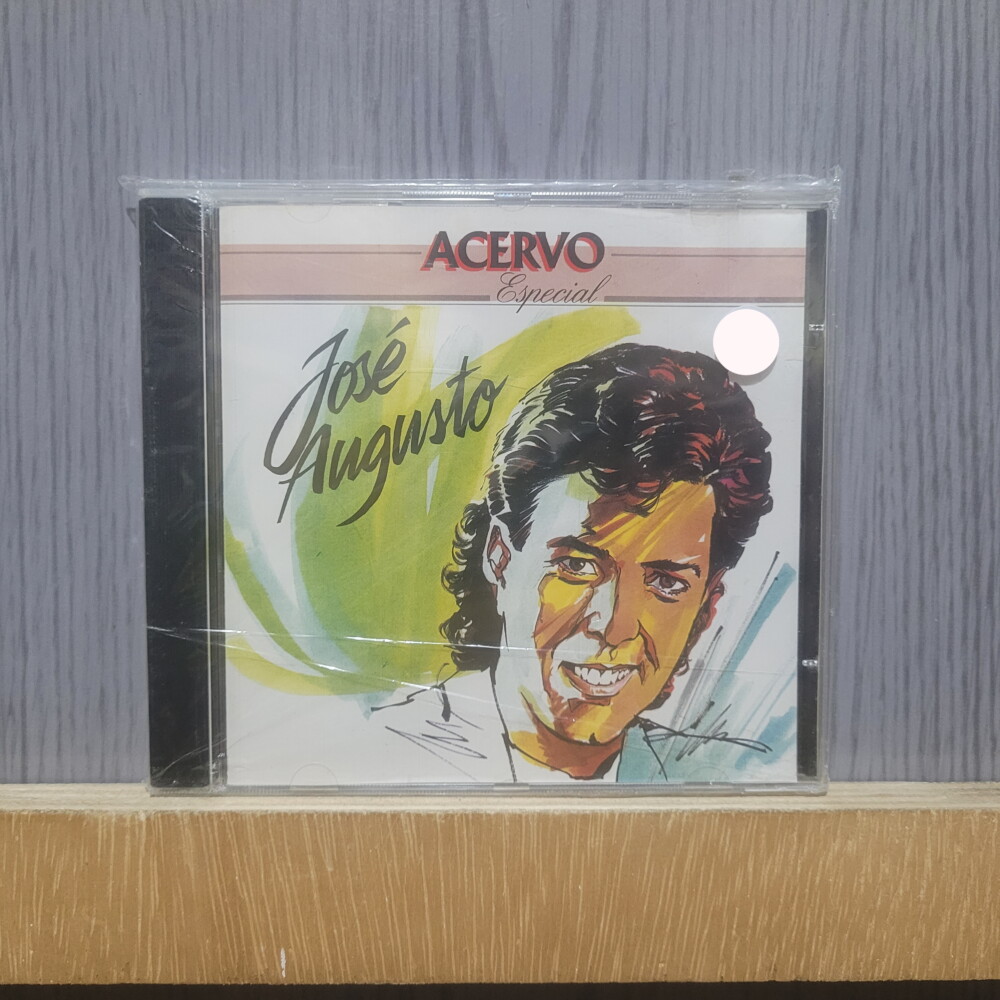 ACERVO
Especial
José
Augusto